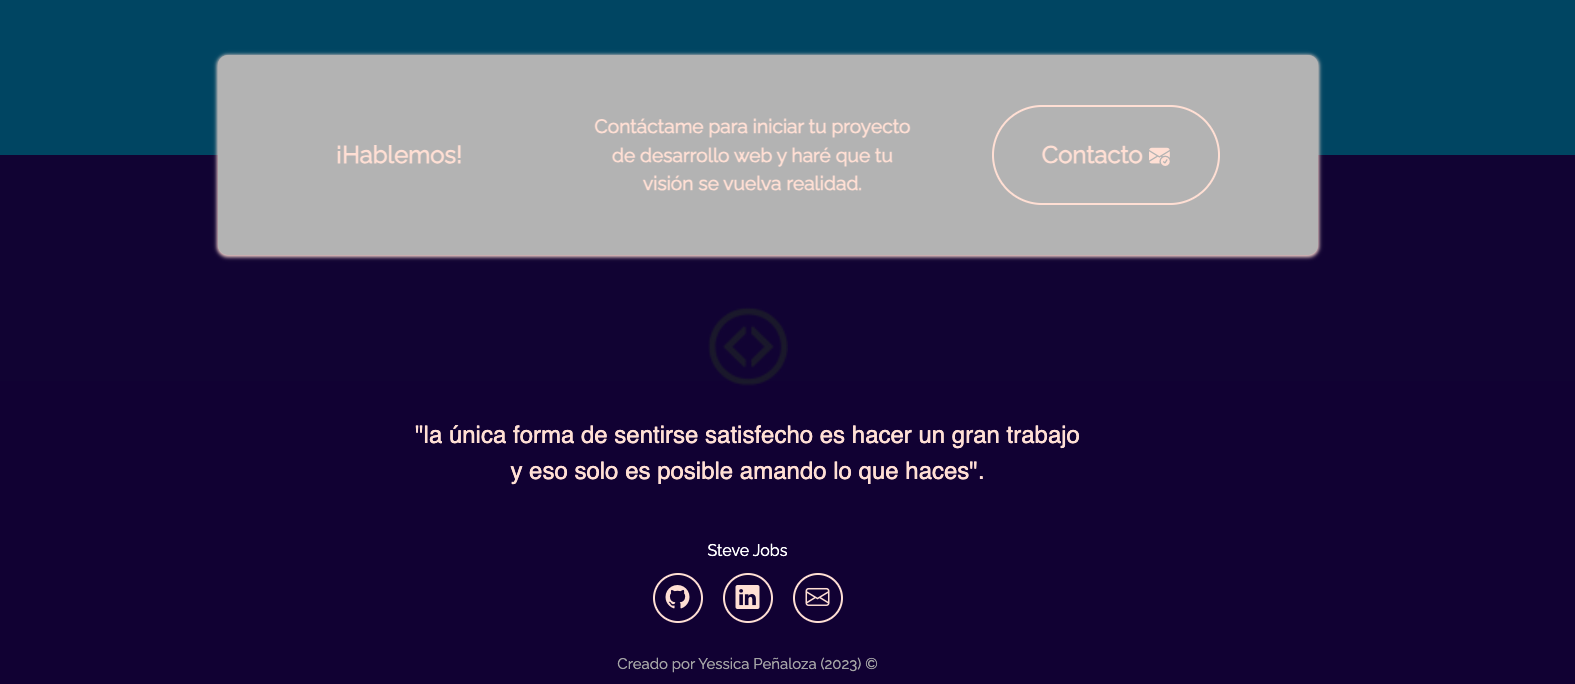 ¡Hablemos!
Contáctame para iniciar tu proyecto
de desarrollo web y haré que tu
visión se vuelva realidad.
Contacto
"la única forma de sentirse satisfecho es hacer un gran trabajo
y eso solo es posible amando lo que haces".
Steve Jobs
in
Creado por Yessica Peñaloza (2023) ©